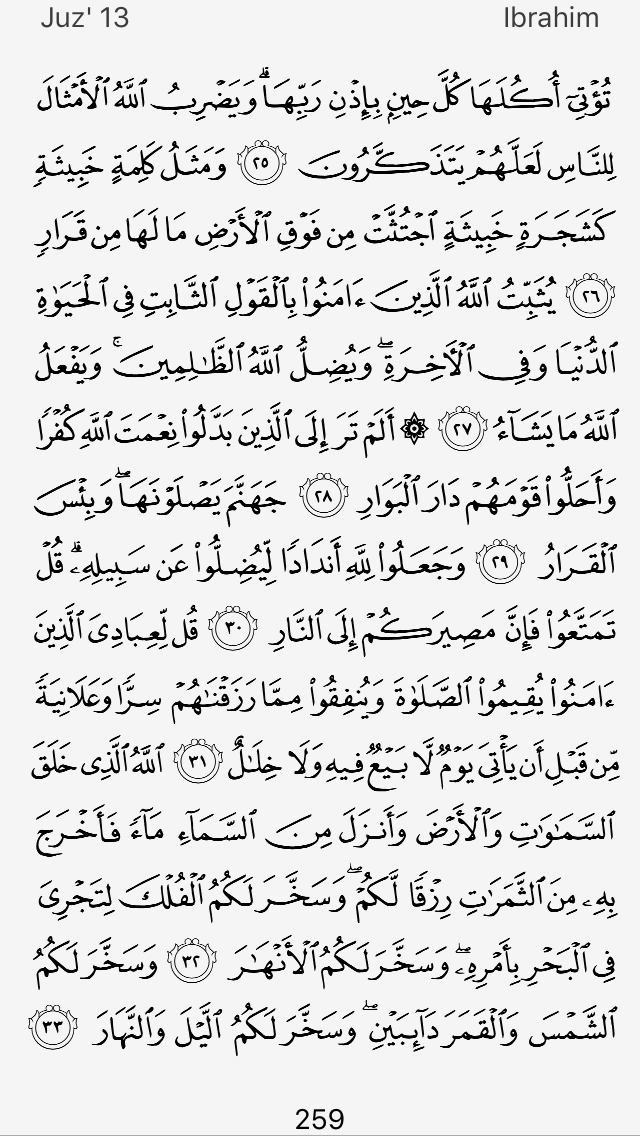 Juz' 13 Ibrahim
تُؤْتِىٓ أُكُلَهَا كُلَّ حِينٍۭ بِإِذْنِ رَبِّهَا ۗ وَيَضْرِبُ ٱللَّهُ ٱلْأَمْثَالَ
لِلنَّاسِ لَعَلَّهُمْ يَتَذَكَّرُونَ ٢٥ وَمَثَلُ كَلِمَةٍ خَبِيثَةٍۢ
كَشَجَرَةٍ خَبِيثَةٍ ٱجْتُثَّتْ مِن فَوْقِ ٱلْأَرْضِ مَا لَهَا مِن قَرَارٍۢ
٢٦ يُثَبِّتُ ٱللَّهُ ٱلَّذِينَ ءَامَنُوا۟ بِٱلْقَوْلِ ٱلثَّابِتِ فِى ٱلْحَيَوٰةِ
ٱلدُّنْيَا وَفِى ٱلْءَاخِرَةِ ۖ وَيُضِلُّ ٱللَّهُ ٱلظَّٰلِمِينَ ۚ وَيَفْعَلُ
ٱللَّهُ مَا يَشَآءُ ٢٧ ۞ أَلَمْ تَرَ إِلَى ٱلَّذِينَ بَدَّلُوا۟ نِعْمَتَ ٱللَّهِ كُفْرًۭا
وَأَحَلُّوا۟ قَوْمَهُمْ دَارَ ٱلْبَوَارِ ٢٨ جَهَنَّمَ يَصْلَوْنَهَا ۖ وَبِئْسَ
ٱلْقَرَارُ ٢٩ وَجَعَلُوا۟ لِلَّهِ أَندَادًۭا لِّيُضِلُّوا۟ عَن سَبِيلِهِۦ ۗ قُلْ
تَمَتَّعُوا۟ فَإِنَّ مَصِيرَكُمْ إِلَى ٱلنَّارِ ٣٠ قُل لِّعِبَادِىَ ٱلَّذِينَ
ءَامَنُوا۟ يُقِيمُوا۟ ٱلصَّلَوٰةَ وَيُنفِقُوا۟ مِمَّا رَزَقْنَٰهُمْ سِرًّۭا وَعَلَانِيَةًۭ
مِّن قَبْلِ أَن يَأْتِىَ يَوْمٌۭ لَّا بَيْعٌۭ فِيهِ وَلَا خِلَٰلٌ ٣١ ٱللَّهُ ٱلَّذِى خَلَقَ
ٱلسَّمَٰوَٰتِ وَٱلْأَرْضَ وَأَنزَلَ مِنَ ٱلسَّمَآءِ مَآءًۭ فَأَخْرَجَ
بِهِۦ مِنَ ٱلثَّمَرَٰتِ رِزْقًۭا لَّكُمْ ۖ وَسَخَّرَ لَكُمُ ٱلْفُلْكَ لِتَجْرِىَ
فِى ٱلْبَحْرِ بِأَمْرِهِۦ ۖ وَسَخَّرَ لَكُمُ ٱلْأَنْهَٰرَ ٣٢ وَسَخَّرَ لَكُمُ
ٱلشَّمْسَ وَٱلْقَمَرَ دَآئِبَيْنِ ۖ وَسَخَّرَ لَكُمُ ٱلَّيْلَ وَٱلنَّهَارَ ٣٣
259